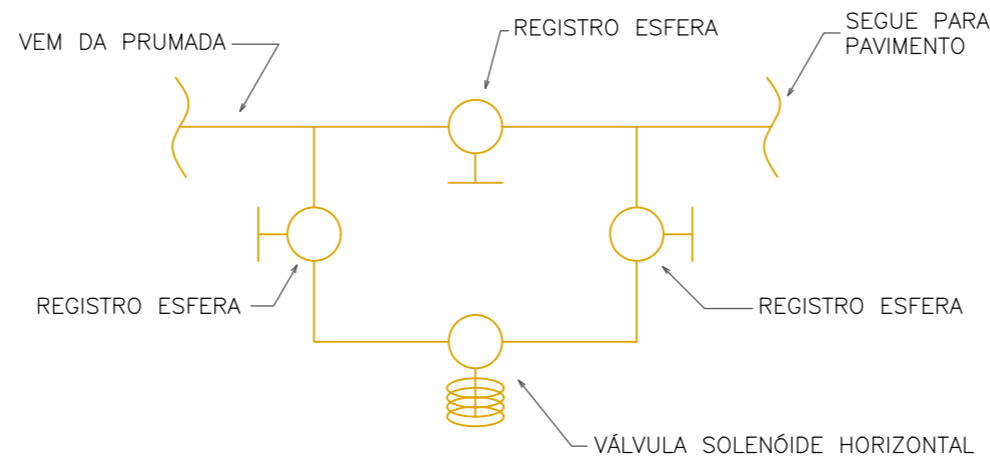 VEM DA PRUMADA
REGISTRO ESFERA
SEGUE PARA
PAVIMENTO
REGISTRO ESFERA
REGISTRO ESFERA
VÁLVULA SOLENÓIDE HORIZONTAL